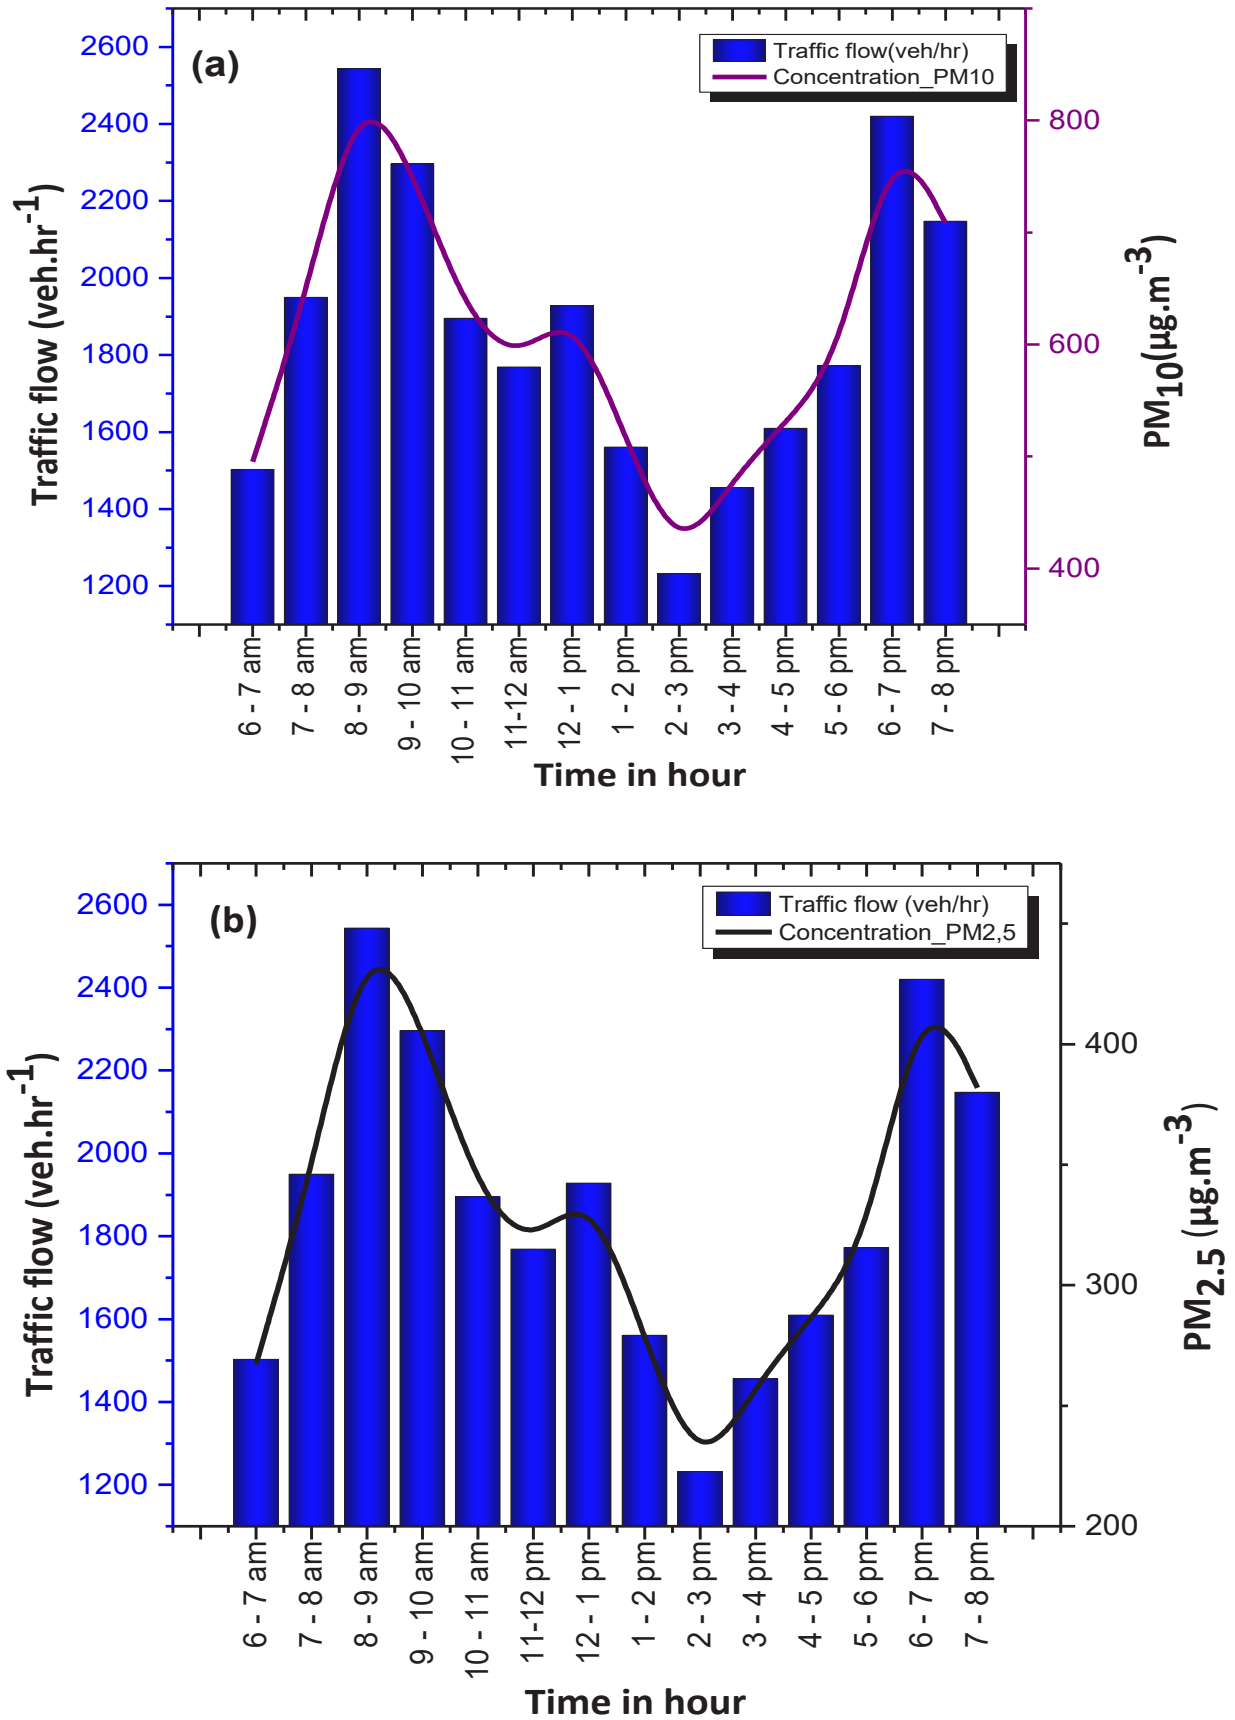 (a)
Traffic flow(veh/hr)
Concentration_PM10
2600
2400
2200
2000
1800
1600
1400
1200
Traffic flow (veh.hr-1)
800
600
400
PM10(µg.m-3)
6 - 7 am
7 - 8 am
8 - 9 am
9 - 10 am
10 - 11 am
11-12 am
12 - 1 pm
1 - 2 pm
2 - 3 pm
3 - 4 pm
4 - 5 pm
5 - 6 pm
6 - 7 pm
7 - 8 pm
Time in hour
(b)
Traffic flow (veh/hr)
Concentration_PM2,5
2600
2400
2200
2000
1800
1600
1400
1200
Traffic flow (veh.hr-1)
400
300
200
PM2.5 (µg.m-3)
6 - 7 am
7 - 8 am
8 - 9 am
9 - 10 am
10 - 11 am
11-12 pm
12 - 1 pm
1 - 2 pm
2 - 3 pm
3 - 4 pm
4 - 5 pm
5 - 6 pm
6 - 7 pm
7 - 8 pm
Time in hour